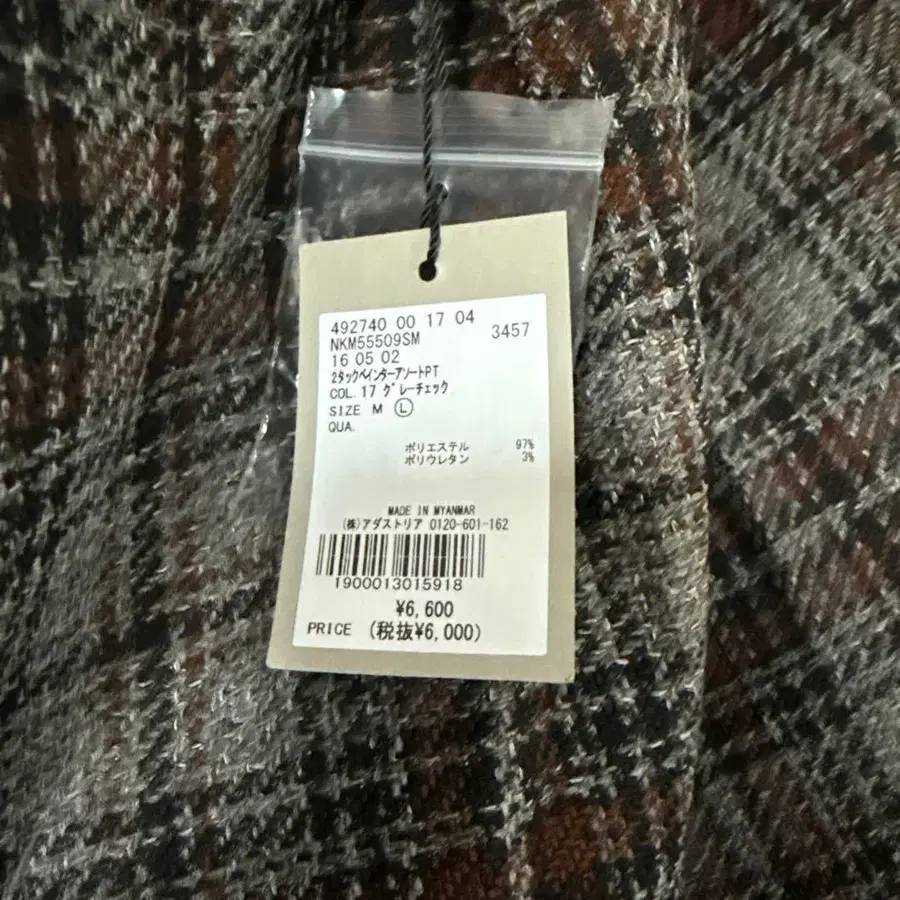 492740 00 17 04
3457
NKM55509SM
16 05 02
2タックペインターアソートPT
COL.17 グレーチェック
SIZE M Ⓛ
QUA.
ポリエステル 97%
ポリウレタン 3%
MADE IN MYANMAR
(株)アダストリア 0120-601-162
1900013015918
¥6,600
PRICE (税抜¥6,000)